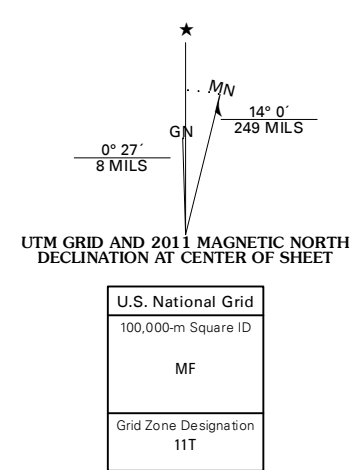 ★
MN
GN
14° 0´
249 MILS
0° 27´
8 MILS
UTM GRID AND 2011 MAGNETIC NORTH
DECLINATION AT CENTER OF SHEET
U.S. National Grid
100,000-m Square ID
MF
Grid Zone Designation
11T